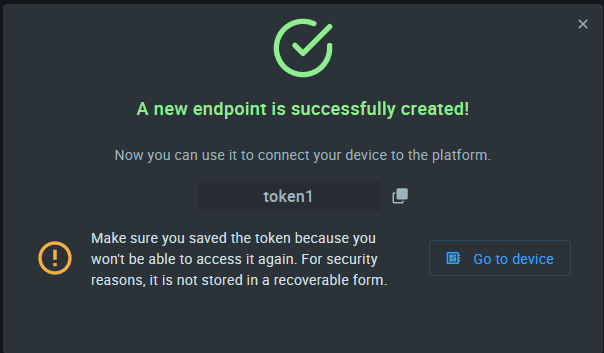 A new endpoint is successfully created!
Now you can use it to connect your device to the platform.
token1
Make sure you saved the token because you
won't be able to access it again. For security
reasons, it is not stored in a recoverable form.
Go to device